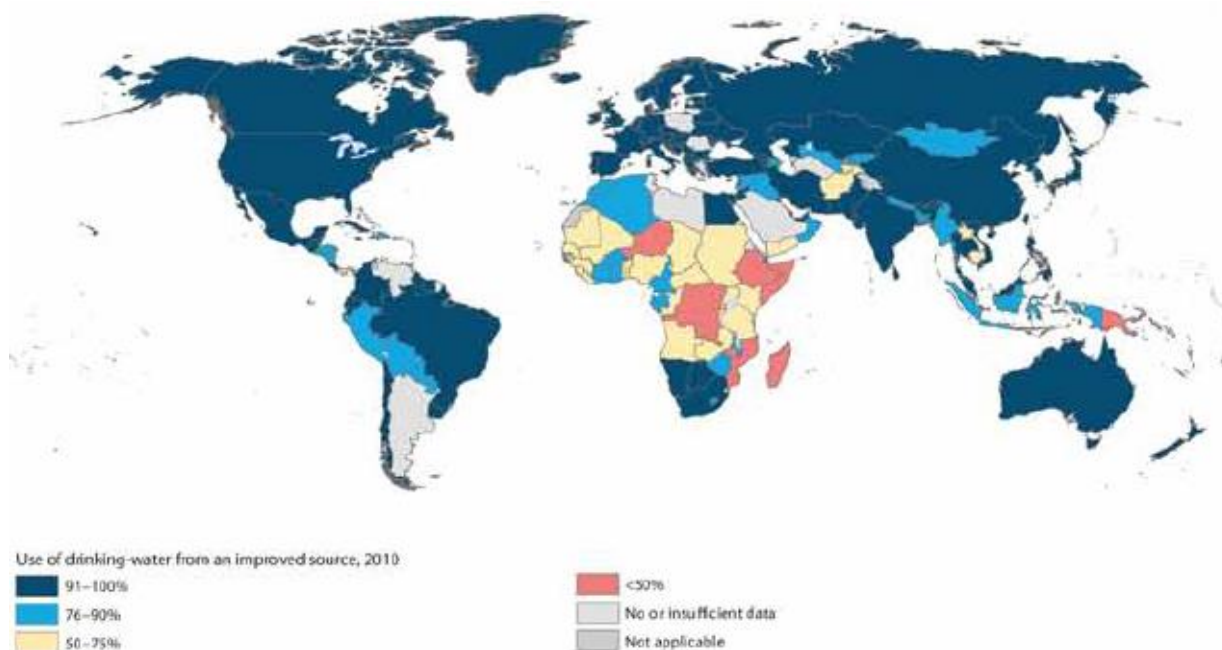 Use of drinking-water from an improved source, 2010
91–100%
76–90%
50–75%
<50%
No or insufficient data
Not applicable